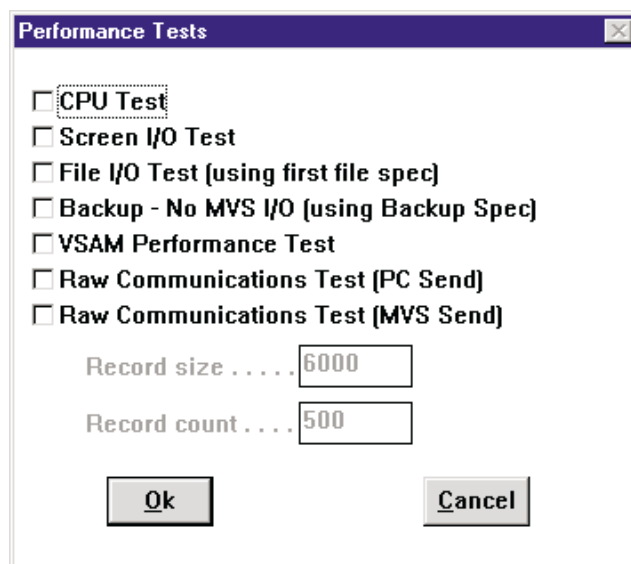 Performance Tests
CPU Test
Screen I/O Test
File I/O Test (using first file spec)
Backup - No MVS I/O (using Backup Spec)
VSAM Performance Test
Raw Communications Test (PC Send)
Raw Communications Test (MVS Send)
Record size . . . . . 6000
Record count . . . . 500
Ok Cancel